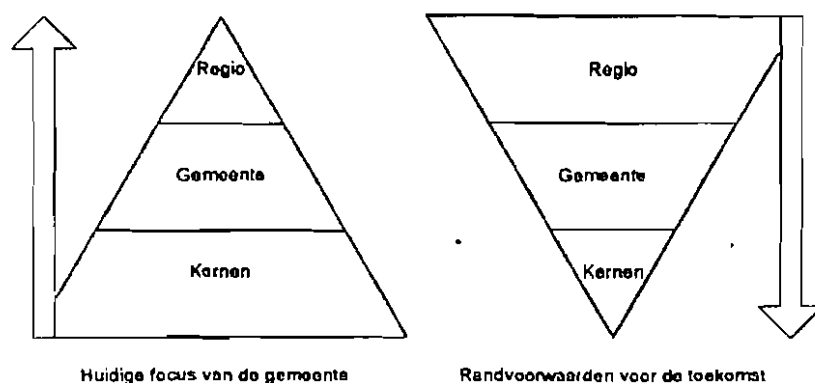 Regio
Gemeente
Kernen
Huidige focus van de gemeente
Regio
Gemeente
Kernen
Randvoorwaarden voor de toekomst